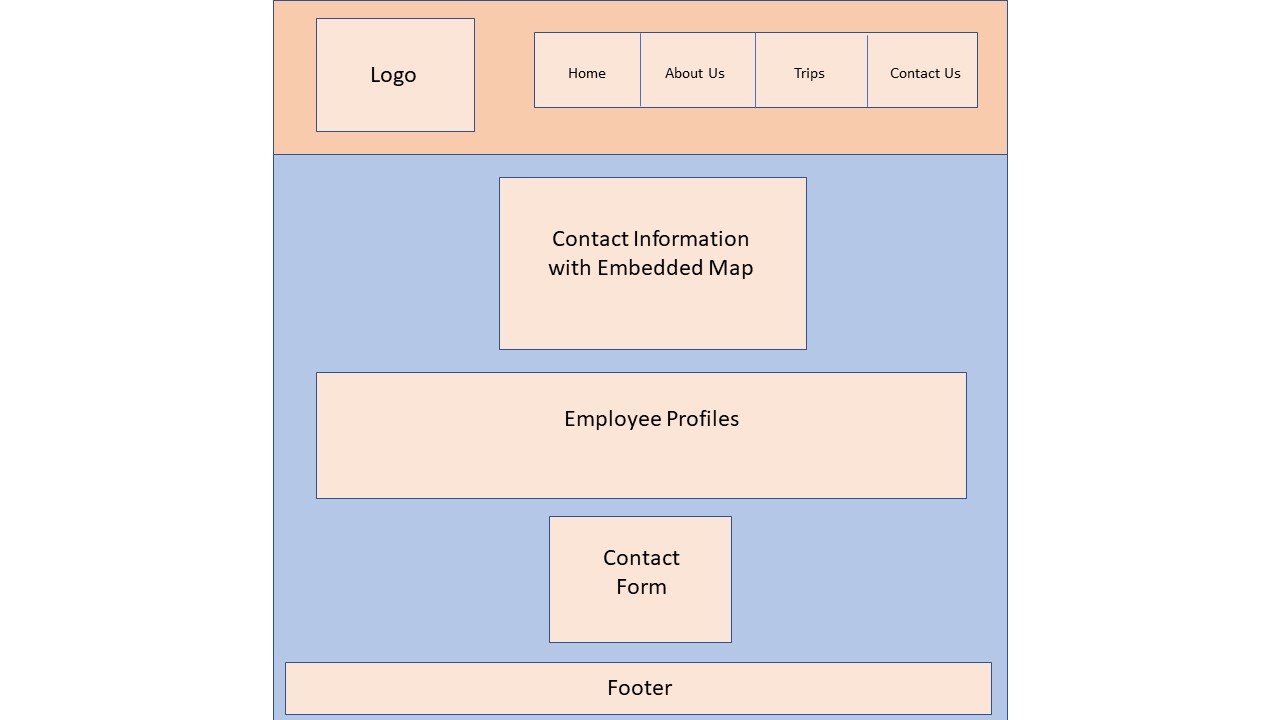 Logo
Home
About Us
Trips
Contact Us
Contact Information
with Embedded Map
Employee Profiles
Contact
Form
Footer